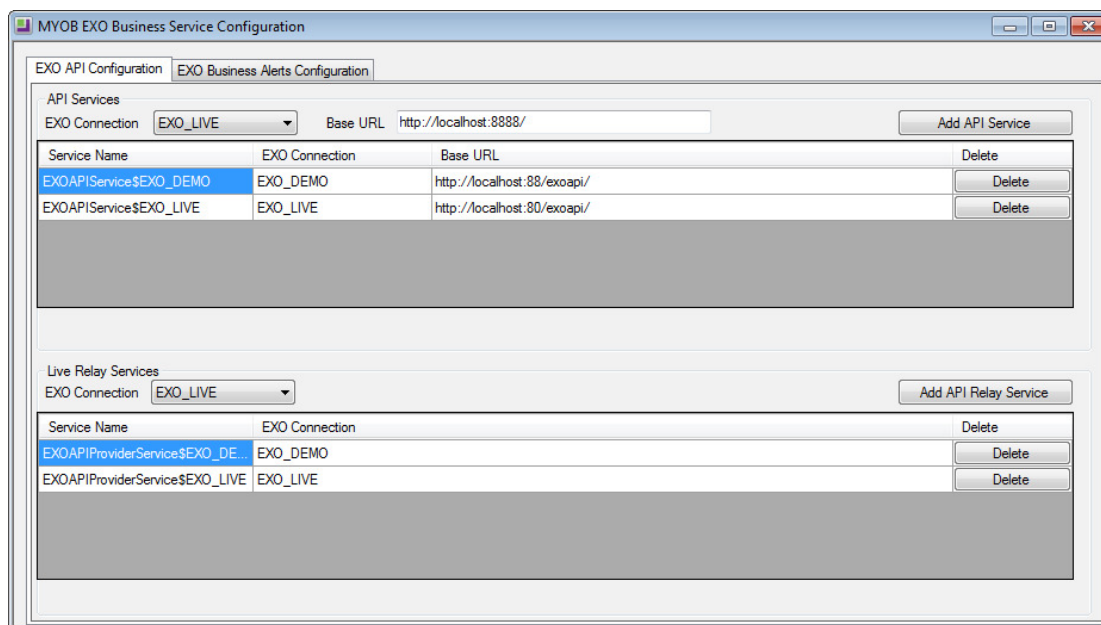 MYOB EXO Business Service Configuration
EXO API Configuration EXO Business Alerts Configuration
API Services
EXO Connection EXO_LIVE Base URL http://localhost:8888/ Add API Service
Service Name EXO Connection Base URL Delete
EXOAPIService$EXO_DEMO EXO_DEMO http://localhost:88/exoapi/ Delete
EXOAPIService$EXO_LIVE EXO_LIVE http://localhost:80/exoapi/ Delete
Live Relay Services
EXO Connection EXO_LIVE Add API Relay Service
Service Name EXO Connection Delete
EXOAPIProviderService$EXO_DE... EXO_DEMO Delete
EXOAPIProviderService$EXO_LIVE EXO_LIVE Delete